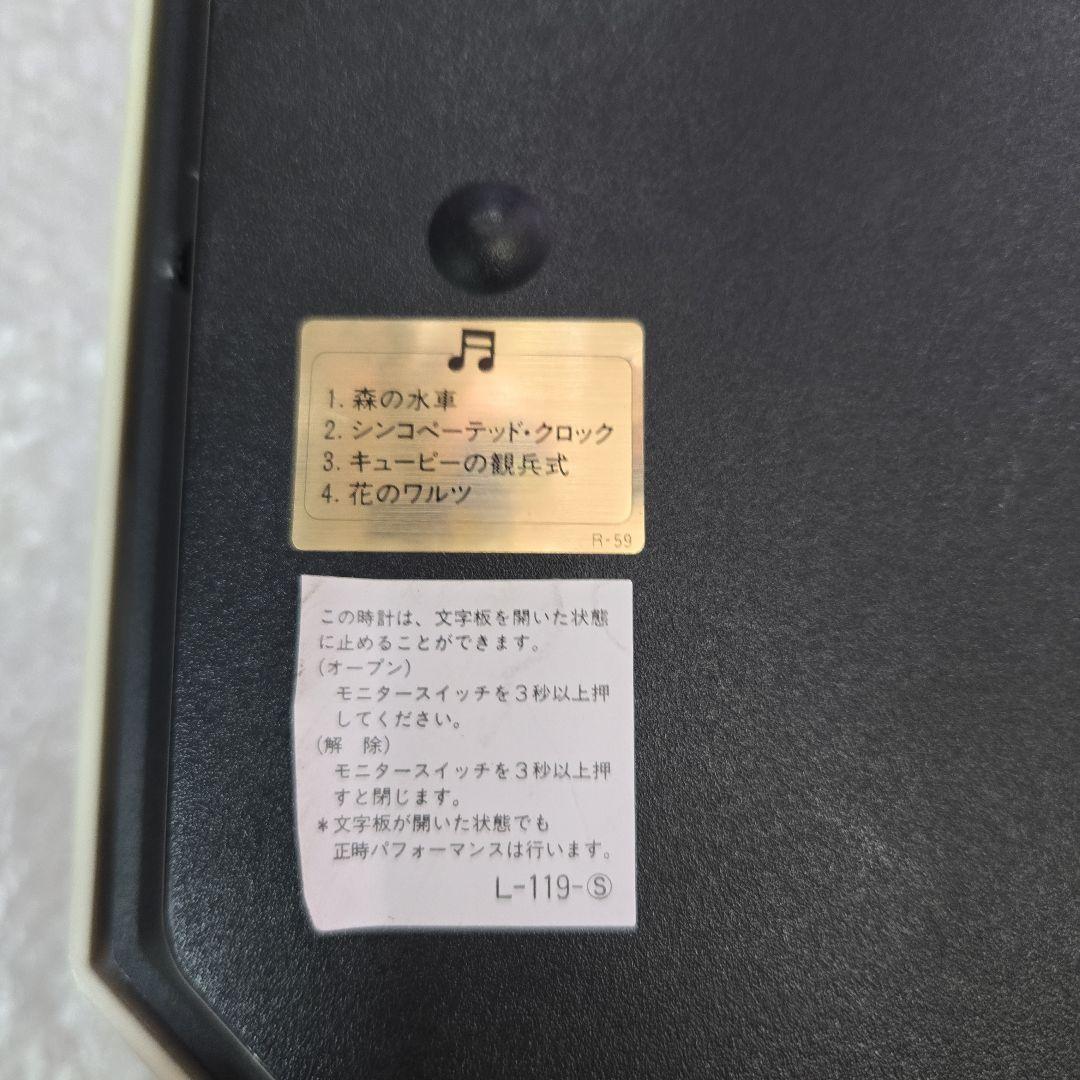 1. 森の水車
2. シンコペーテッド・クロック
3. キューピーの観兵式
4. 花のワルツ
R-59
この時計は、文字板を開いた状態
に止めることができます。
(オープン)
モニタースイッチを3秒以上押
してください。
(解　除)
モニタースイッチを3秒以上押
すと閉じます。
*文字板が開いた状態でも
正時パフォーマンスは行います。
L-119-Ⓢ